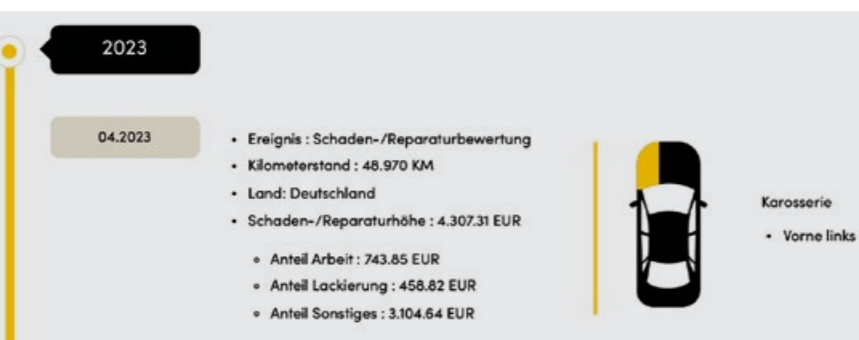 2023
04.2023
• Ereignis : Schaden-/Reparaturbewertung
• Kilometerstand : 48.970 KM
• Land: Deutschland
• Schaden-/Reparaturhöhe : 4.307.31 EUR
◦ Anteil Arbeit : 743.85 EUR
◦ Anteil Lackierung : 458.82 EUR
◦ Anteil Sonstiges : 3.104.64 EUR
Karosserie
• Vorne links